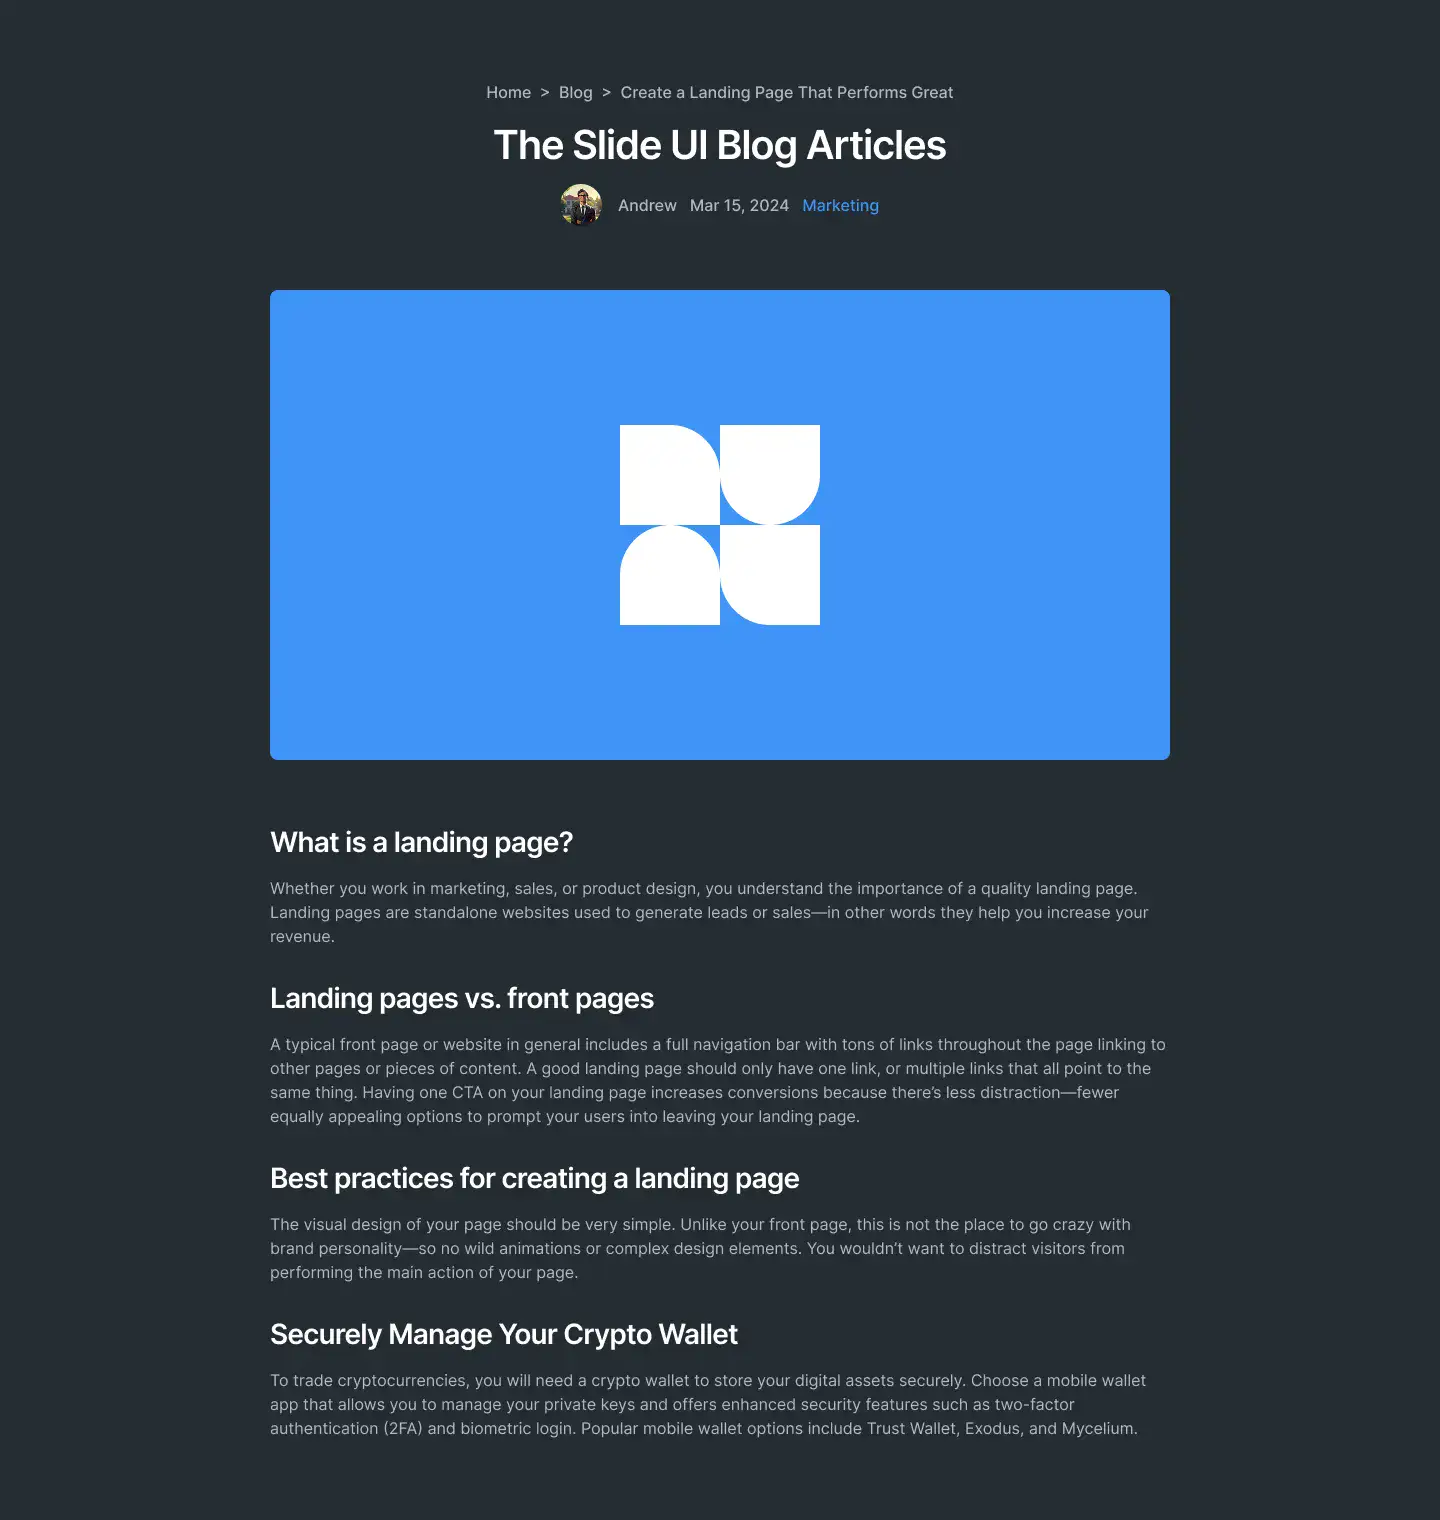 Home > Blog > Create a Landing Page That Performs Great
The Slide UI Blog Articles
Andrew Mar 15, 2024 Marketing
What is a landing page?
Whether you work in marketing, sales, or product design, you understand the importance of a quality landing page.
Landing pages are standalone websites used to generate leads or sales—in other words they help you increase your
revenue.
Landing pages vs. front pages
A typical front page or website in general includes a full navigation bar with tons of links throughout the page linking to
other pages or pieces of content. A good landing page should only have one link, or multiple links that all point to the
same thing. Having one CTA on your landing page increases conversions because there’s less distraction—fewer
equally appealing options to prompt your users into leaving your landing page.
Best practices for creating a landing page
The visual design of your page should be very simple. Unlike your front page, this is not the place to go crazy with
brand personality—so no wild animations or complex design elements. You wouldn’t want to distract visitors from
performing the main action of your page.
Securely Manage Your Crypto Wallet
To trade cryptocurrencies, you will need a crypto wallet to store your digital assets securely. Choose a mobile wallet
app that allows you to manage your private keys and offers enhanced security features such as two-factor
authentication (2FA) and biometric login. Popular mobile wallet options include Trust Wallet, Exodus, and Mycelium.